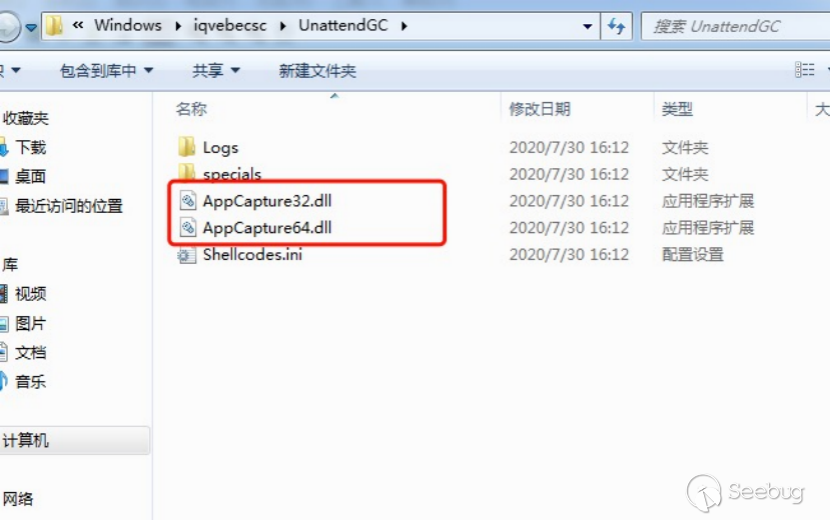 « Windows ▸ iqvebecsc ▸ UnattendGC ▸
搜索 UnattendGC
包含到库中 共享 新建文件夹
名称 修改日期 类型 大
收藏夹
下载
桌面
最近访问的位置
库
视频
图片
文档
音乐
计算机
网络
Logs 2020/7/30 16:12 文件夹
specials 2020/7/30 16:12 文件夹
AppCapture32.dll 2020/7/30 16:12 应用程序扩展
AppCapture64.dll 2020/7/30 16:12 应用程序扩展
Shellcodes.ini 2020/7/30 16:12 配置设置
Seebug